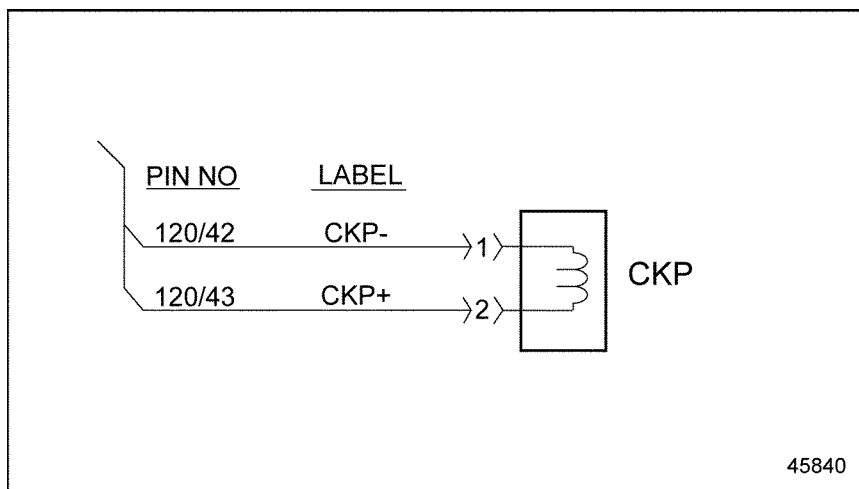 PIN NO LABEL
120/42 CKP- 1
CKP
120/43 CKP+ 2
45840